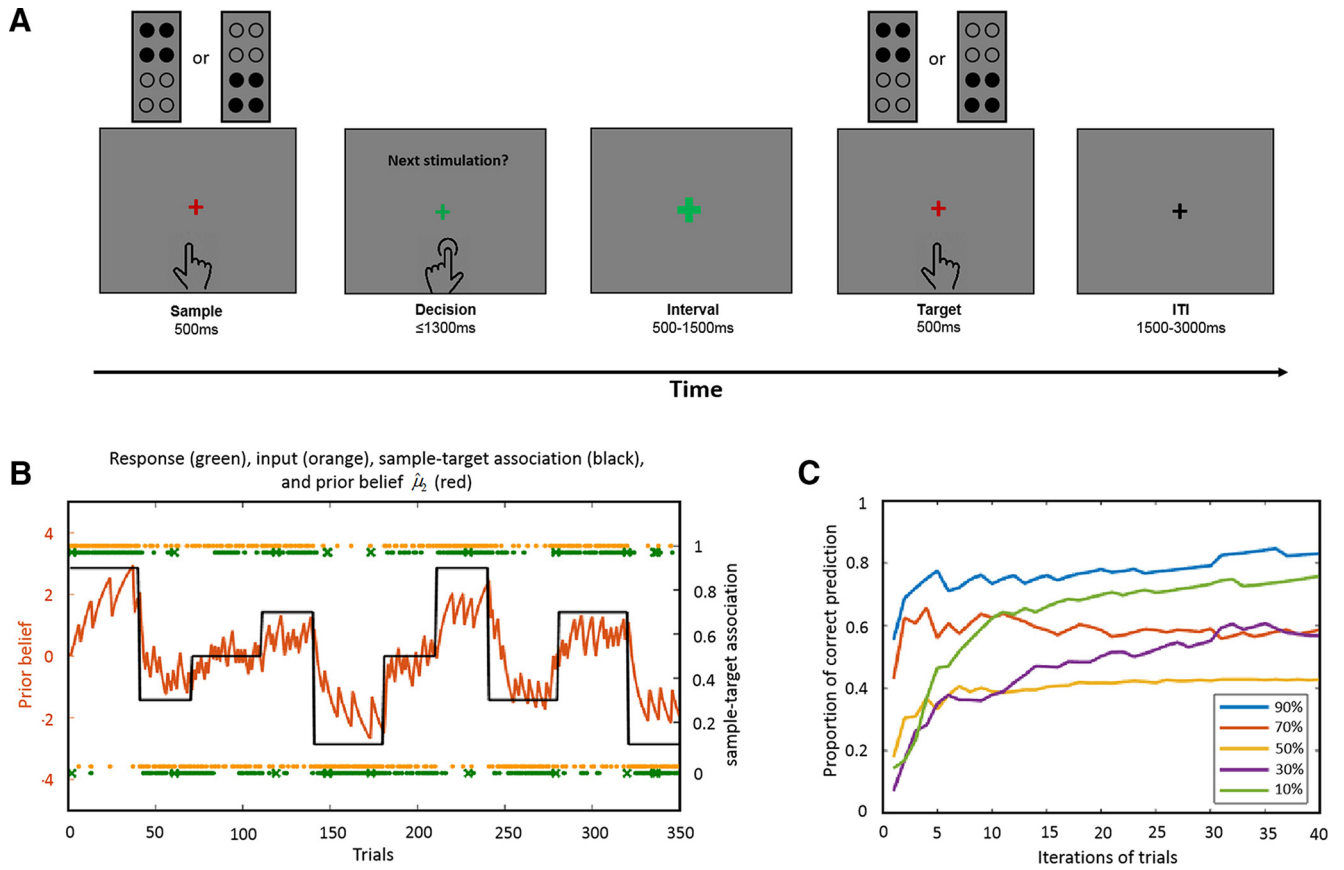 A
or
or
Next stimulation?
Sample
500ms
Decision
≤1300ms
Interval
500-1500ms
Target
500ms
ITI
1500-3000ms
Time
B
Response (green), input (orange), sample-target association (black),
and prior belief μ̂₂ (red)
Prior belief
4
2
0
-2
-4
1
0.8
0.6
0.4
0.2
0
sample-target association
0 50 100 150 200 250 300 350
Trials
C
Proportion of correct prediction
1
0.8
0.6
0.4
0.2
0
90%
70%
50%
30%
10%
0 5 10 15 20 25 30 35 40
Iterations of trials